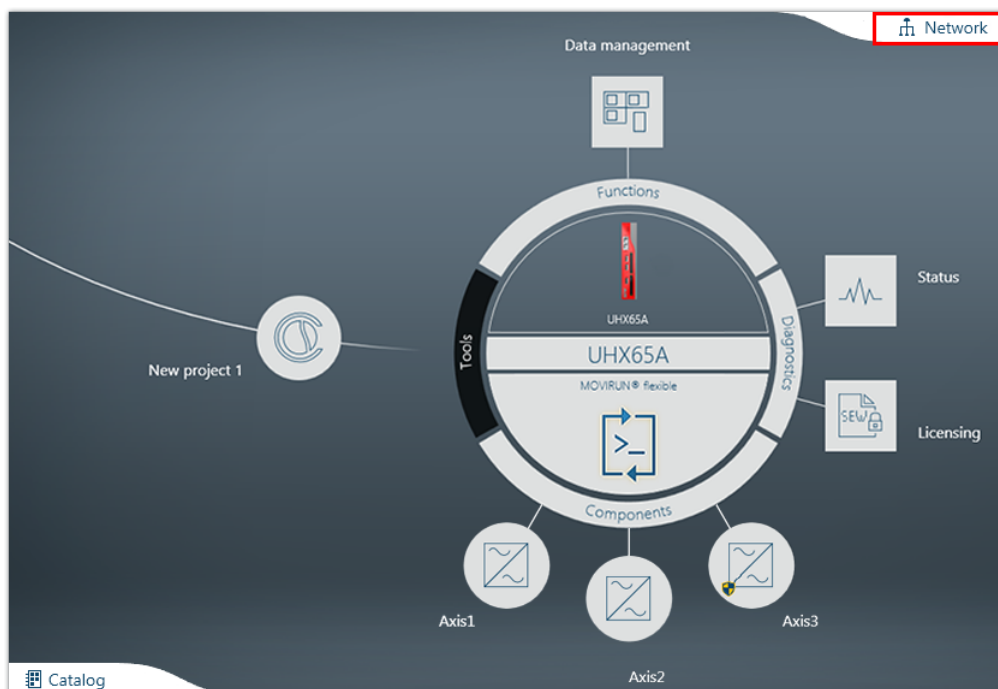 Network
Data management
Functions
UHX65A
Status
Tools
UHX65A
Diagnostics
New project 1
MOVIRUN® flexible
>_
SEW
Licensing
Components
Axis1
Axis3
Axis2
Catalog